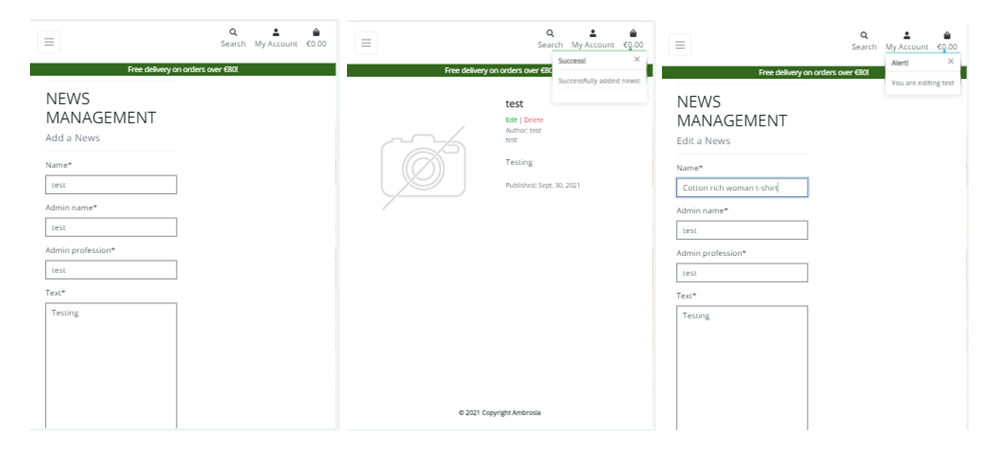 Search My Account €0.00
Free delivery on orders over €80!
NEWS
MANAGEMENT
Add a News
Name*
test
Admin name*
test
Admin profession*
test
Text*
Testing
Search My Account €0.00
Free delivery on orders over €80
Success!
×
Successfully added news!
test
Edit | Delete
Author: test
test
Testing
Published: Sept. 30, 2021
© 2021 Copyright Ambrosia
Search My Account €0.00
Free delivery on orders over €80!
Alert!
×
You are editing test
NEWS
MANAGEMENT
Edit a News
Name*
Cotton rich woman t-shirt
Admin name*
test
Admin profession*
test
Text*
Testing